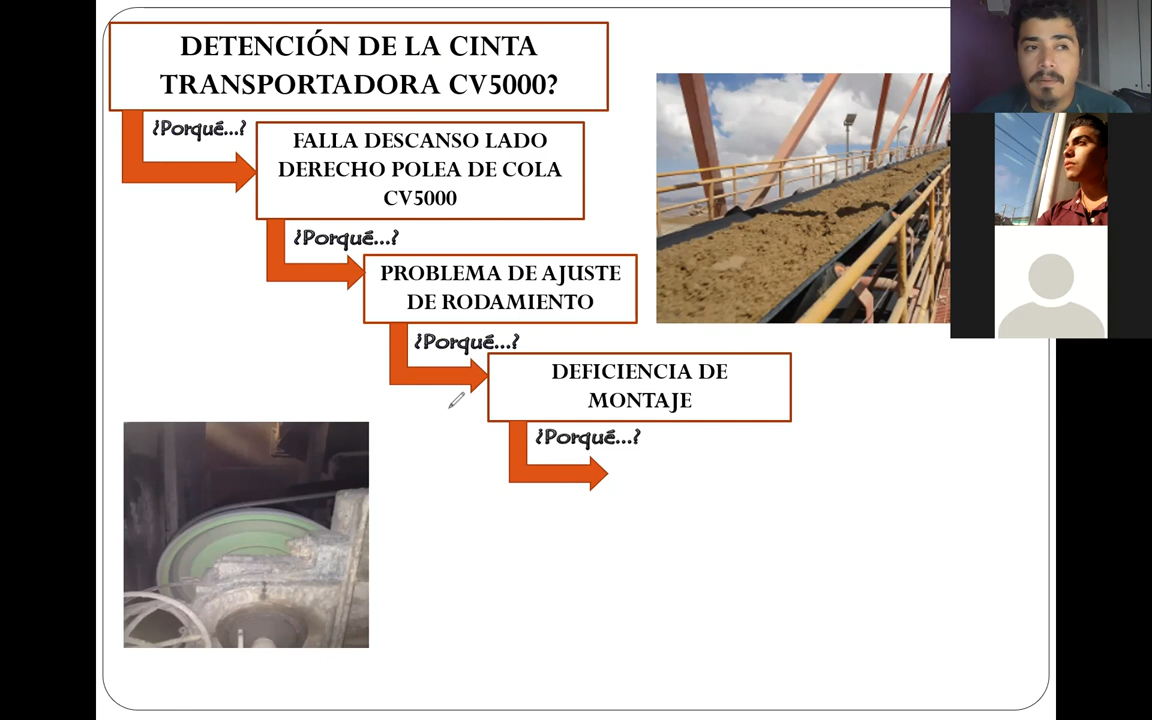 DETENCIÓN DE LA CINTA
TRANSPORTADORA CV5000?
¿Porqué...?
FALLA DESCANSO LADO
DERECHO POLEA DE COLA
CV5000
¿Porqué...?
PROBLEMA DE AJUSTE
DE RODAMIENTO
¿Porqué...?
DEFICIENCIA DE
MONTAJE
¿Porqué...?